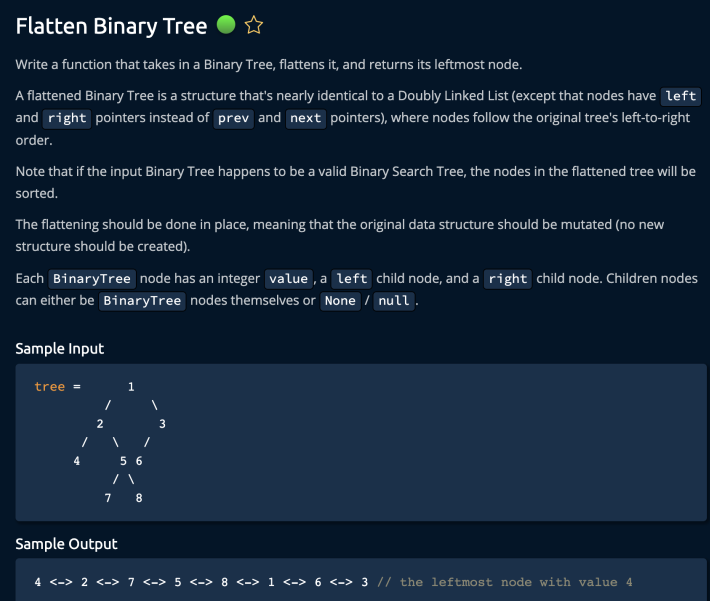 Flatten Binary Tree
Write a function that takes in a Binary Tree, flattens it, and returns its leftmost node.
A flattened Binary Tree is a structure that's nearly identical to a Doubly Linked List (except that nodes have left
and right pointers instead of prev and next pointers), where nodes follow the original tree's left-to-right
order.
Note that if the input Binary Tree happens to be a valid Binary Search Tree, the nodes in the flattened tree will be
sorted.
The flattening should be done in place, meaning that the original data structure should be mutated (no new
structure should be created).
Each BinaryTree node has an integer value, a left child node, and a right child node. Children nodes
can either be BinaryTree nodes themselves or None / null.
Sample Input
tree =      1
         /     \
        2       3
      /   \   /
     4     5 6
          / \
         7   8
Sample Output
4 <-> 2 <-> 7 <-> 5 <-> 8 <-> 1 <-> 6 <-> 3 // the leftmost node with value 4